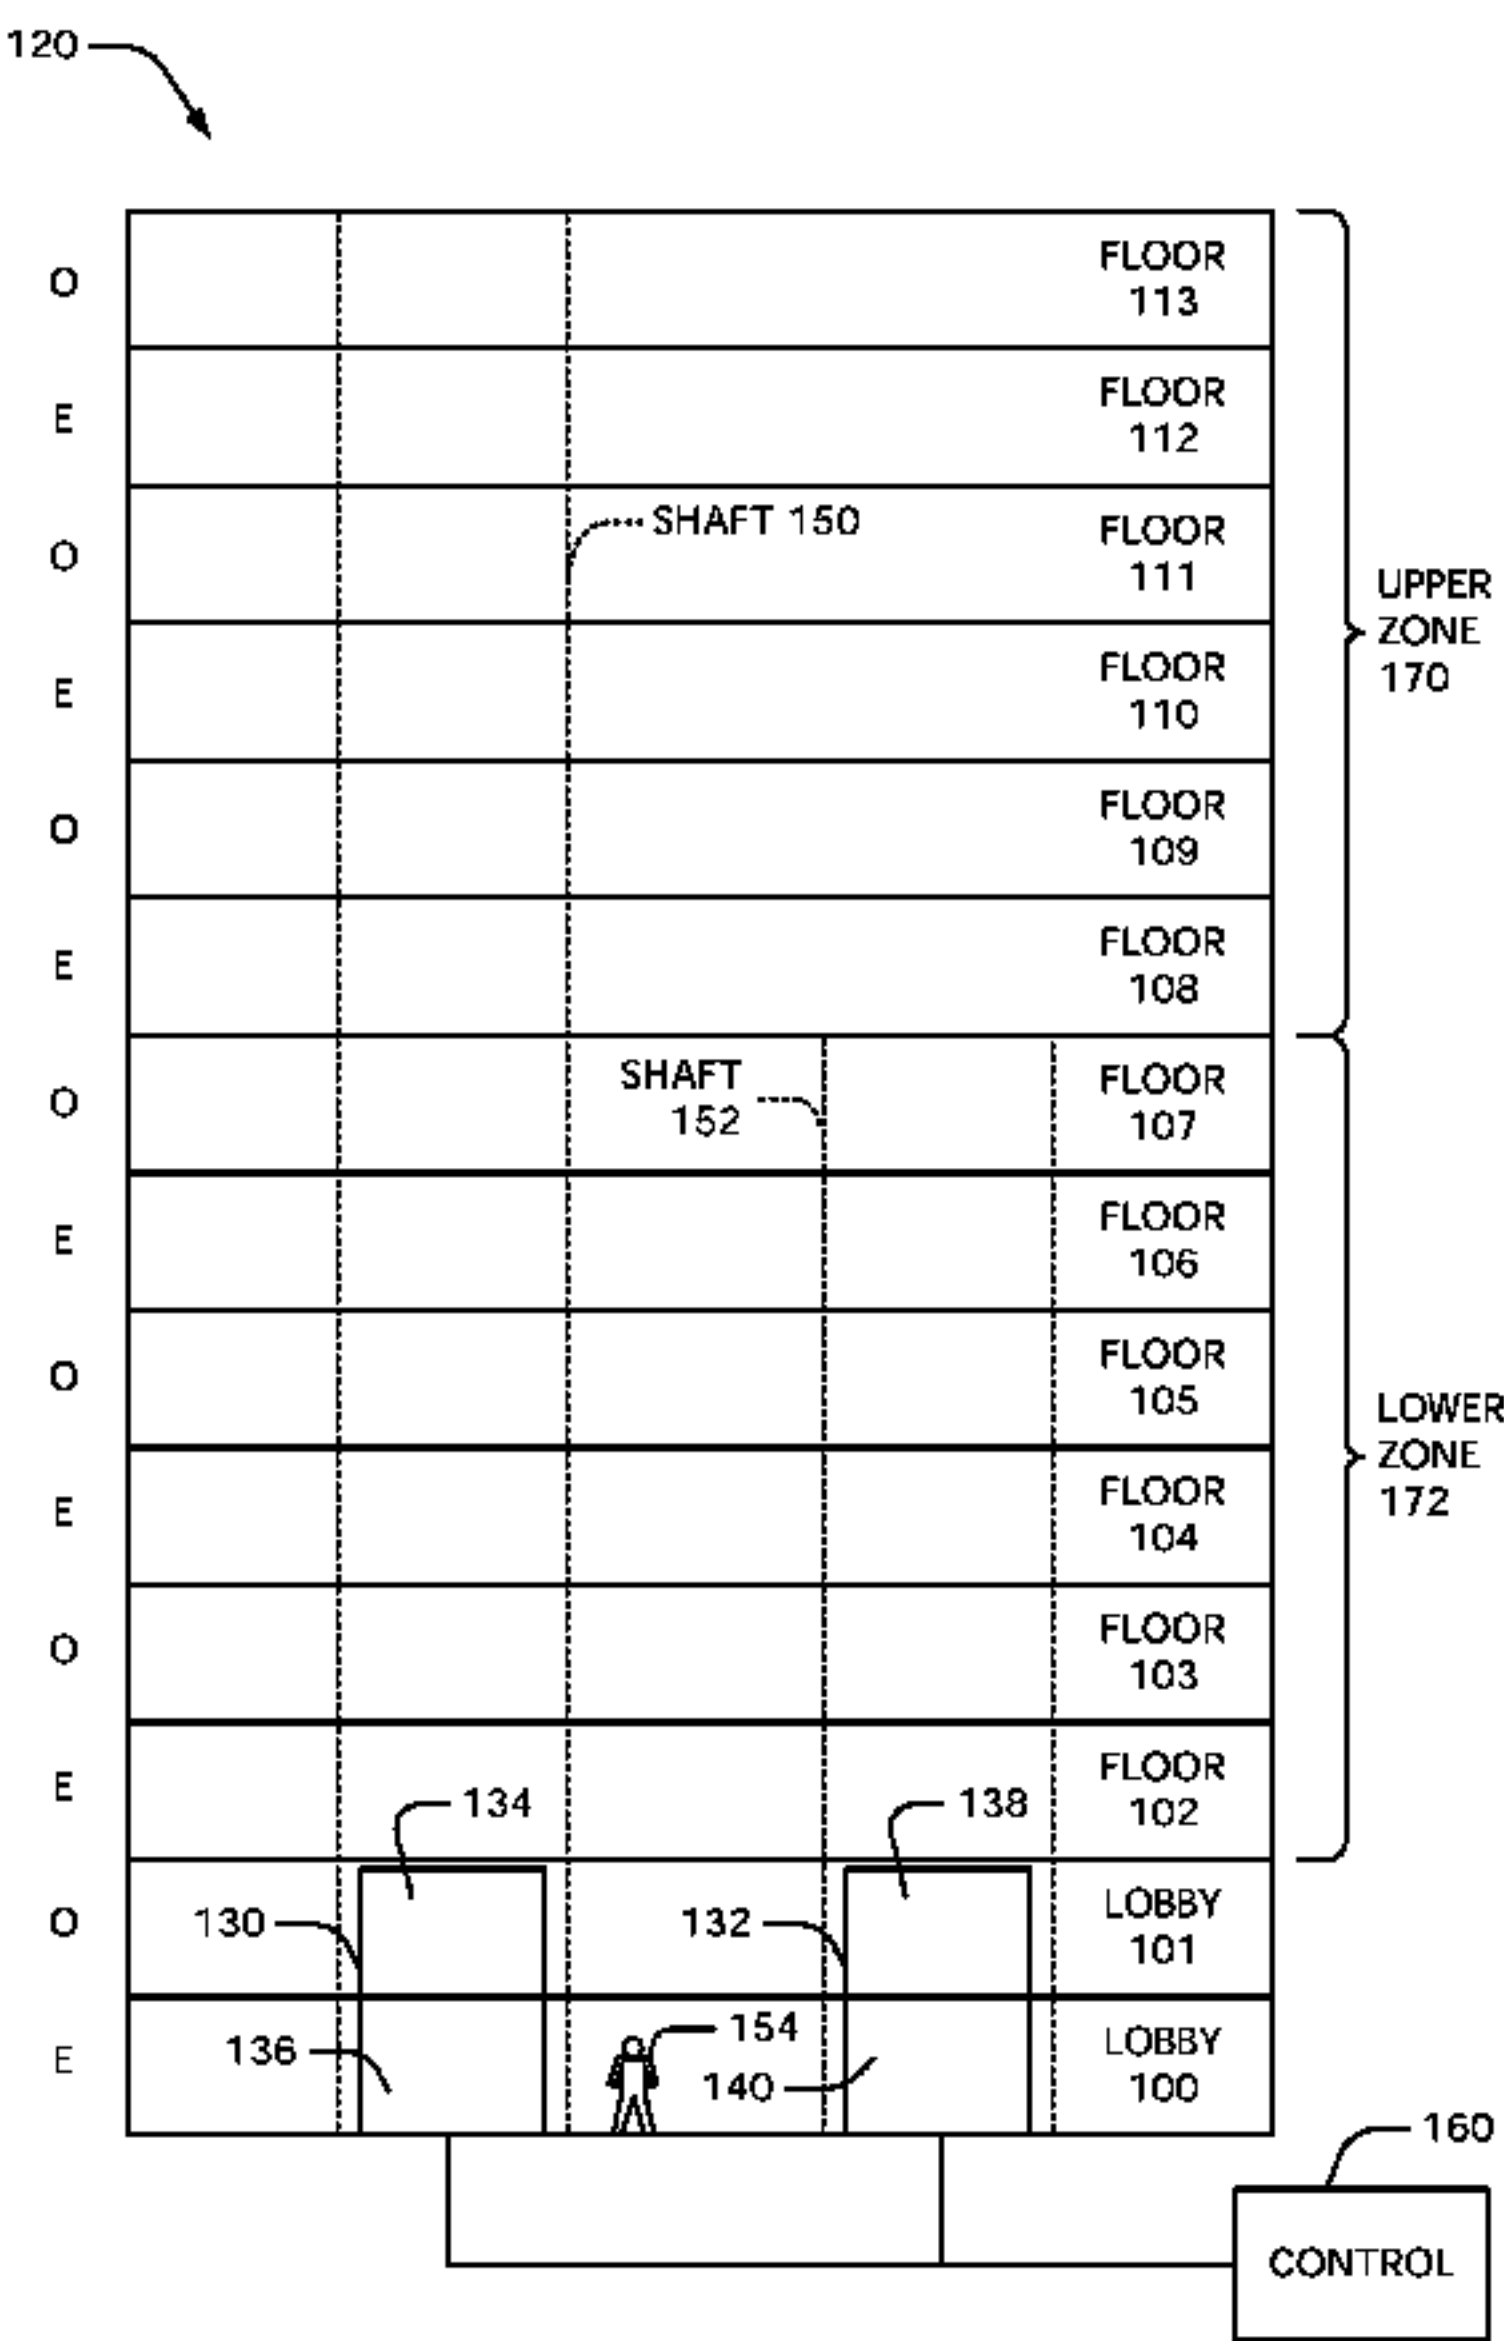 120
O
FLOOR
113
E
FLOOR
112
SHAFT 150
O
FLOOR
111
UPPER
ZONE
170
E
FLOOR
110
O
FLOOR
109
E
FLOOR
108
O
SHAFT
152
FLOOR
107
E
FLOOR
106
O
FLOOR
105
LOWER
ZONE
172
E
FLOOR
104
O
FLOOR
103
E
134
138
FLOOR
102
O
130
132
LOBBY
101
E
136
154
140
LOBBY
100
160
CONTROL